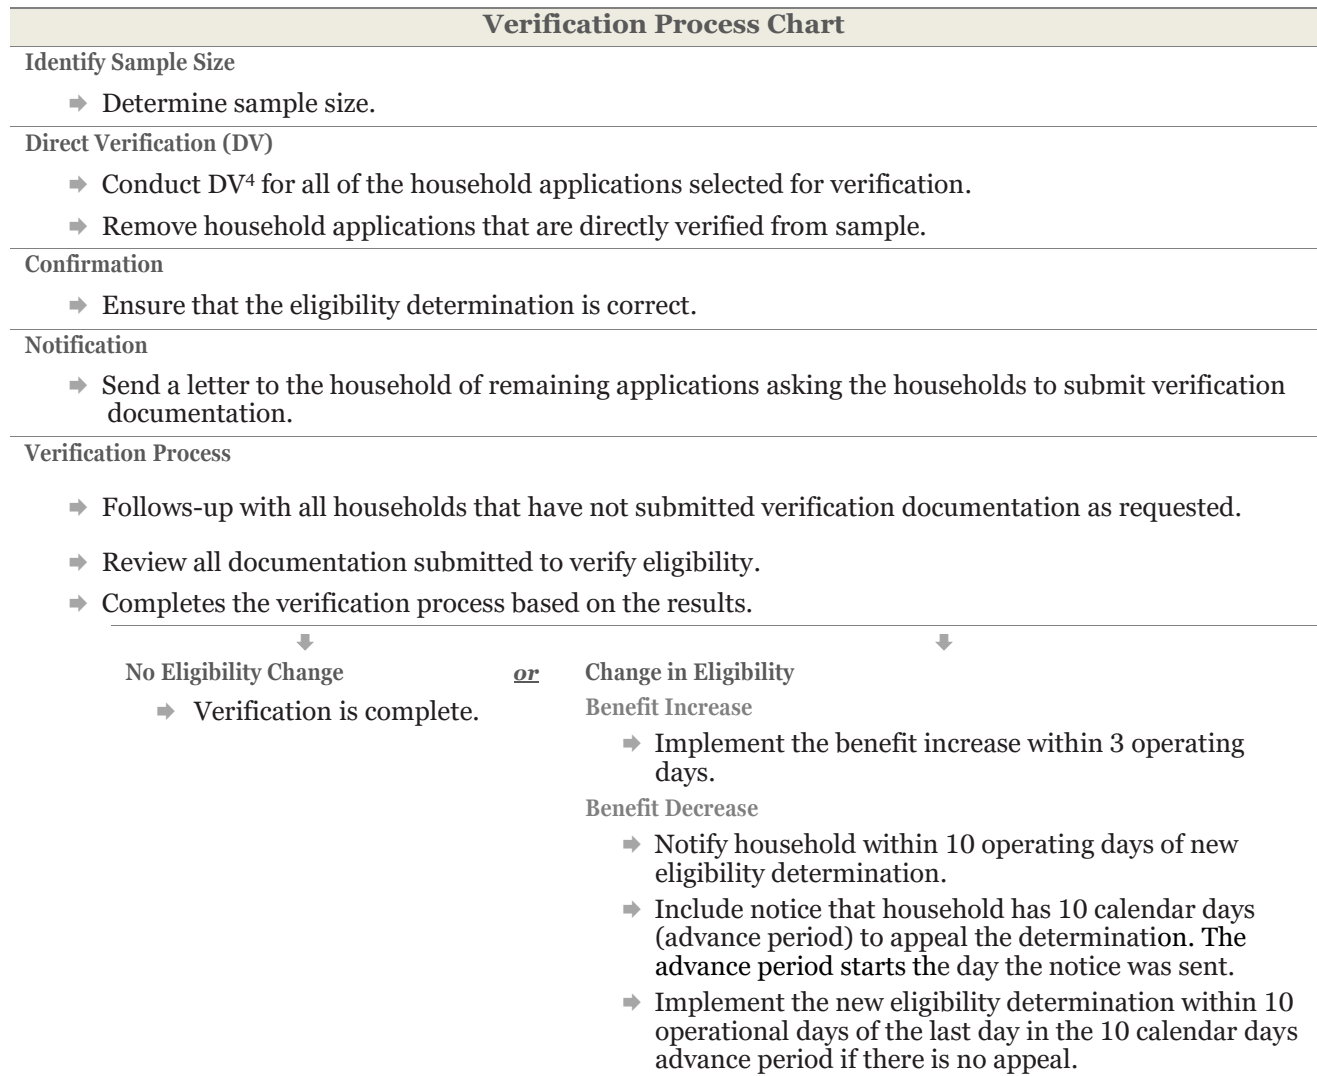 Verification Process Chart
Identify Sample Size
Determine sample size.
Direct Verification (DV)
Conduct DV⁴ for all of the household applications selected for verification.
Remove household applications that are directly verified from sample.
Confirmation
Ensure that the eligibility determination is correct.
Notification
Send a letter to the household of remaining applications asking the households to submit verification
documentation.
Verification Process
Follows-up with all households that have not submitted verification documentation as requested.
Review all documentation submitted to verify eligibility.
Completes the verification process based on the results.
No Eligibility Change
Verification is complete.
or
Change in Eligibility
Benefit Increase
Implement the benefit increase within 3 operating
days.
Benefit Decrease
Notify household within 10 operating days of new
eligibility determination.
Include notice that household has 10 calendar days
(advance period) to appeal the determination. The
advance period starts the day the notice was sent.
Implement the new eligibility determination within 10
operational days of the last day in the 10 calendar days
advance period if there is no appeal.